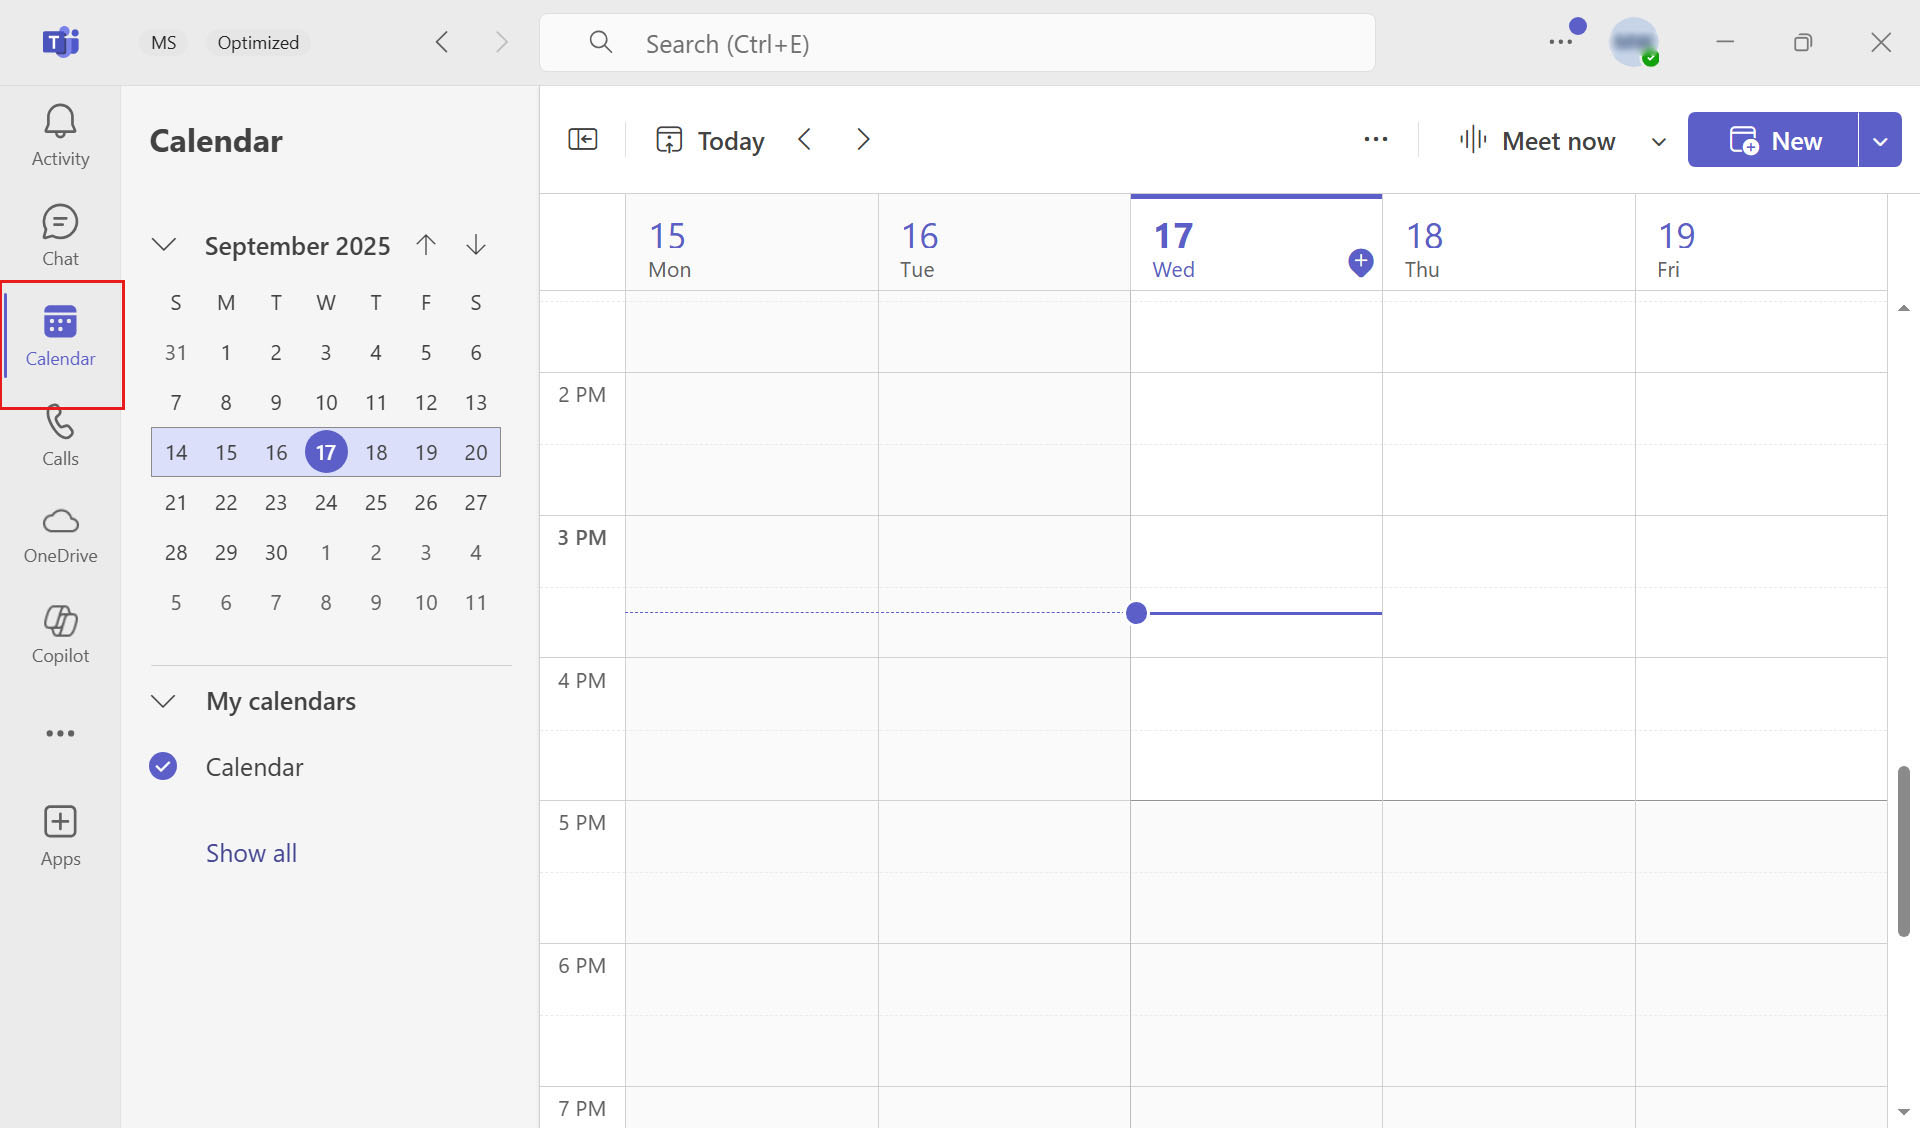 MS
Optimized
Search (Ctrl+E)
Activity
Chat
Calendar
Calls
OneDrive
Copilot
Apps
Calendar
September 2025
S M T W T F S
31 1 2 3 4 5 6
7 8 9 10 11 12 13
14 15 16 17 18 19 20
21 22 23 24 25 26 27
28 29 30 1 2 3 4
5 6 7 8 9 10 11
My calendars
Calendar
Show all
Today
Meet now
New
15 16 17 18 19
Mon Tue Wed Thu Fri
2 PM
3 PM
4 PM
5 PM
6 PM
7 PM